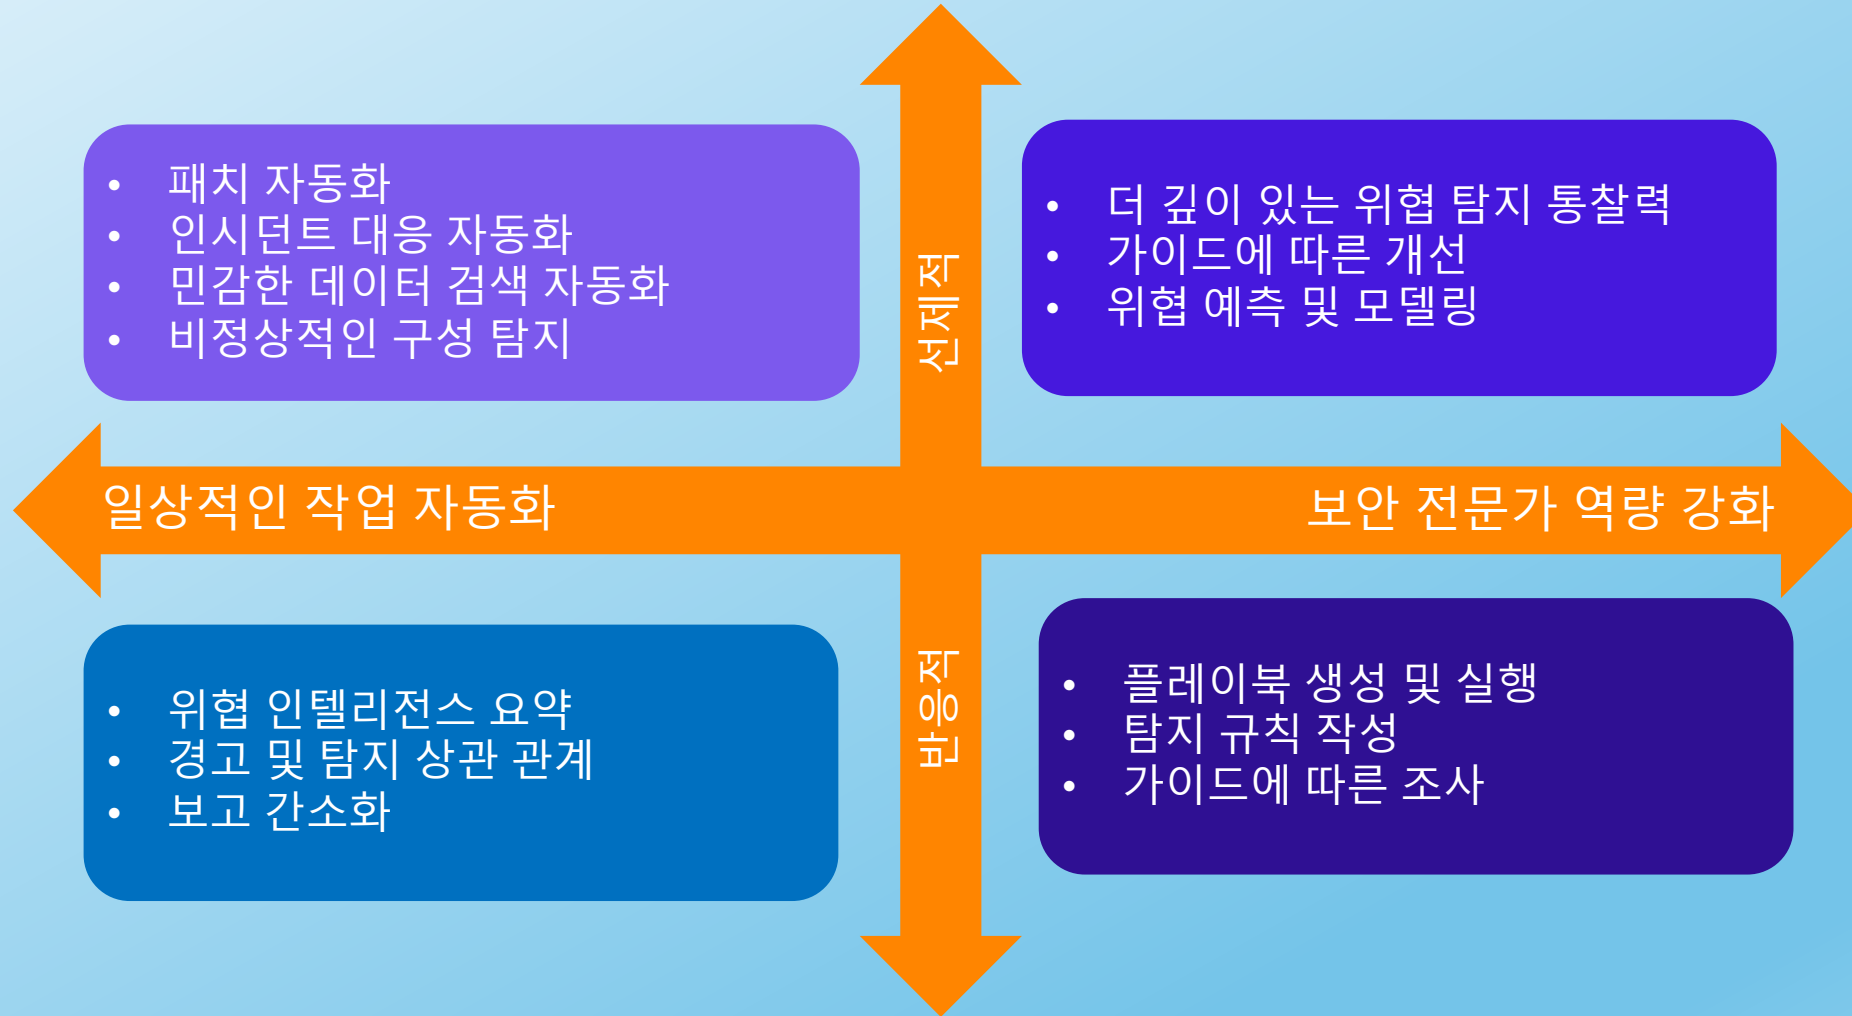 • 패치 자동화
• 인시던트 대응 자동화
• 민감한 데이터 검색 자동화
• 비정상적인 구성 탐지
• 더 깊이 있는 위협 탐지 통찰력
• 가이드에 따른 개선
• 위협 예측 및 모델링
선제적
일상적인 작업 자동화
보안 전문가 역량 강화
반응적
• 위협 인텔리전스 요약
• 경고 및 탐지 상관 관계
• 보고 간소화
• 플레이북 생성 및 실행
• 탐지 규칙 작성
• 가이드에 따른 조사